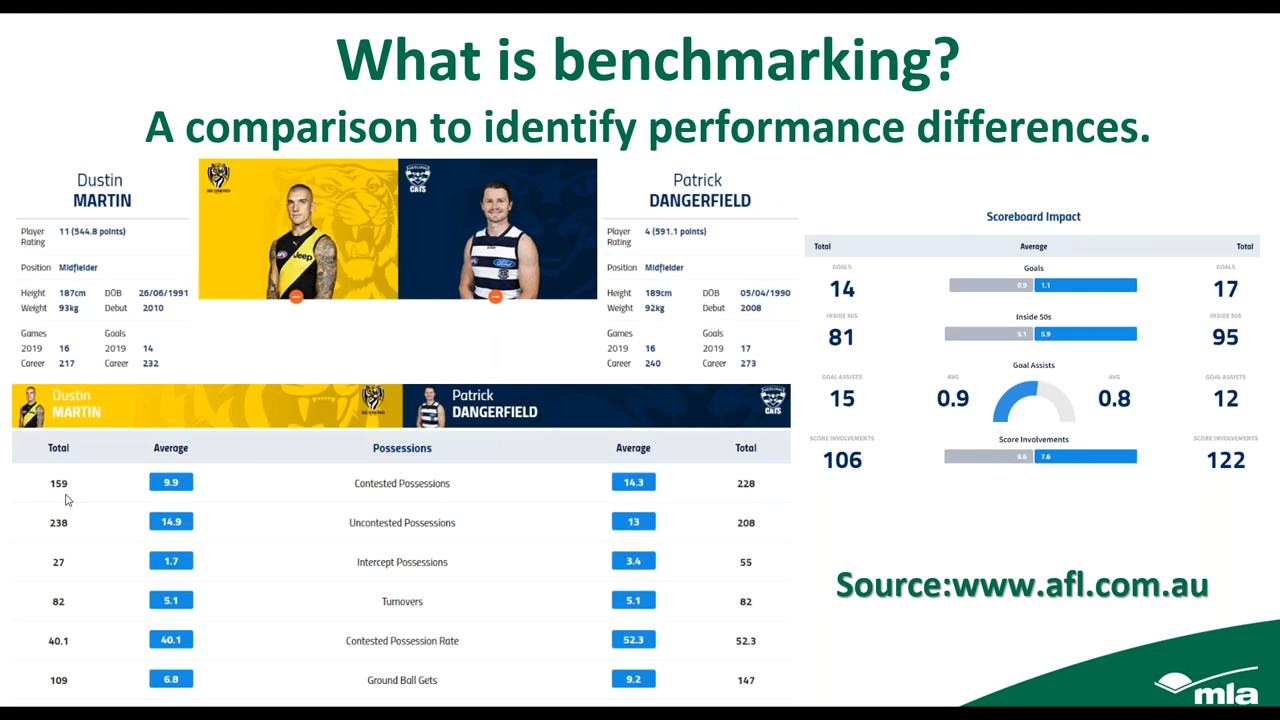 What is benchmarking?
A comparison to identify performance differences.
Dustin
MARTIN
Player Rating 11 (544.8 points)
Position Midfielder
Height 187cm DOB 26/06/1991
Weight 93kg Debut 2010
Games Goals
2019 16 2019 14
Career 217 Career 232
RICHMOND
AFL
Jeep
CATS
Ford
Patrick
DANGERFIELD
Player Rating 4 (591.1 points)
Position Midfielder
Height 189cm DOB 05/04/1990
Weight 92kg Debut 2008
Games Goals
2019 16 2019 17
Career 240 Career 273
Dustin
MARTIN
RICHMOND
Patrick
DANGERFIELD
CATS
Total Average Possessions Average Total
159 9.9 Contested Possessions 14.3 228
238 14.9 Uncontested Possessions 13 208
27 1.7 Intercept Possessions 3.4 55
82 5.1 Turnovers 5.1 82
40.1 40.1 Contested Possession Rate 52.3 52.3
109 6.8 Ground Ball Gets 9.2 147
Scoreboard Impact
Total Average Total
GOALS Goals GOALS
14 0.9 1.1 17
INSIDE 50S Inside 50s INSIDE 50S
81 5.1 5.9 95
Goal Assists
GOAL ASSISTS AVG AVG GOAL ASSISTS
15 0.9 0.8 12
SCORE INVOLVEMENTS Score Involvements SCORE INVOLVEMENTS
106 6.6 7.6 122
Source:www.afl.com.au
mla